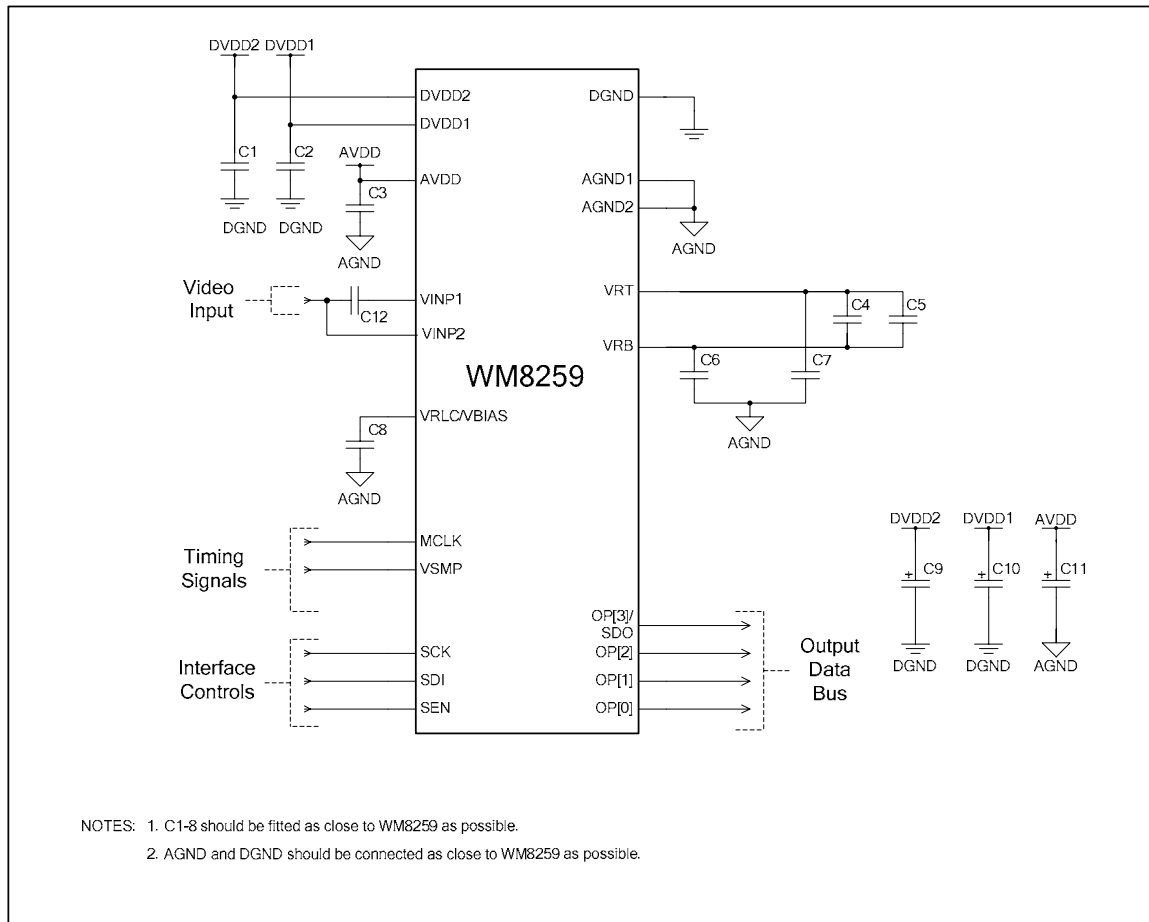 DVDD2 DVDD1
DVDD2
DVDD1
C1 C2
AVDD
AVDD
C3
DGND DGND
AGND
Video
Input
VINP1
C12
VINP2
VRLC/VBIAS
C8
AGND
Timing
Signals
MCLK
VSMP
Interface
Controls
SCK
SDI
SEN
WM8259
DGND
AGND1
AGND2
AGND
VRT
C4 C5
VRB
C6 C7
AGND
OP[3]/
SDO
OP[2]
OP[1]
OP[0]
Output
Data
Bus
DVDD2 DVDD1 AVDD
+ C9 + C10 + C11
DGND DGND AGND
NOTES: 1. C1-8 should be fitted as close to WM8259 as possible.
2. AGND and DGND should be connected as close to WM8259 as possible.